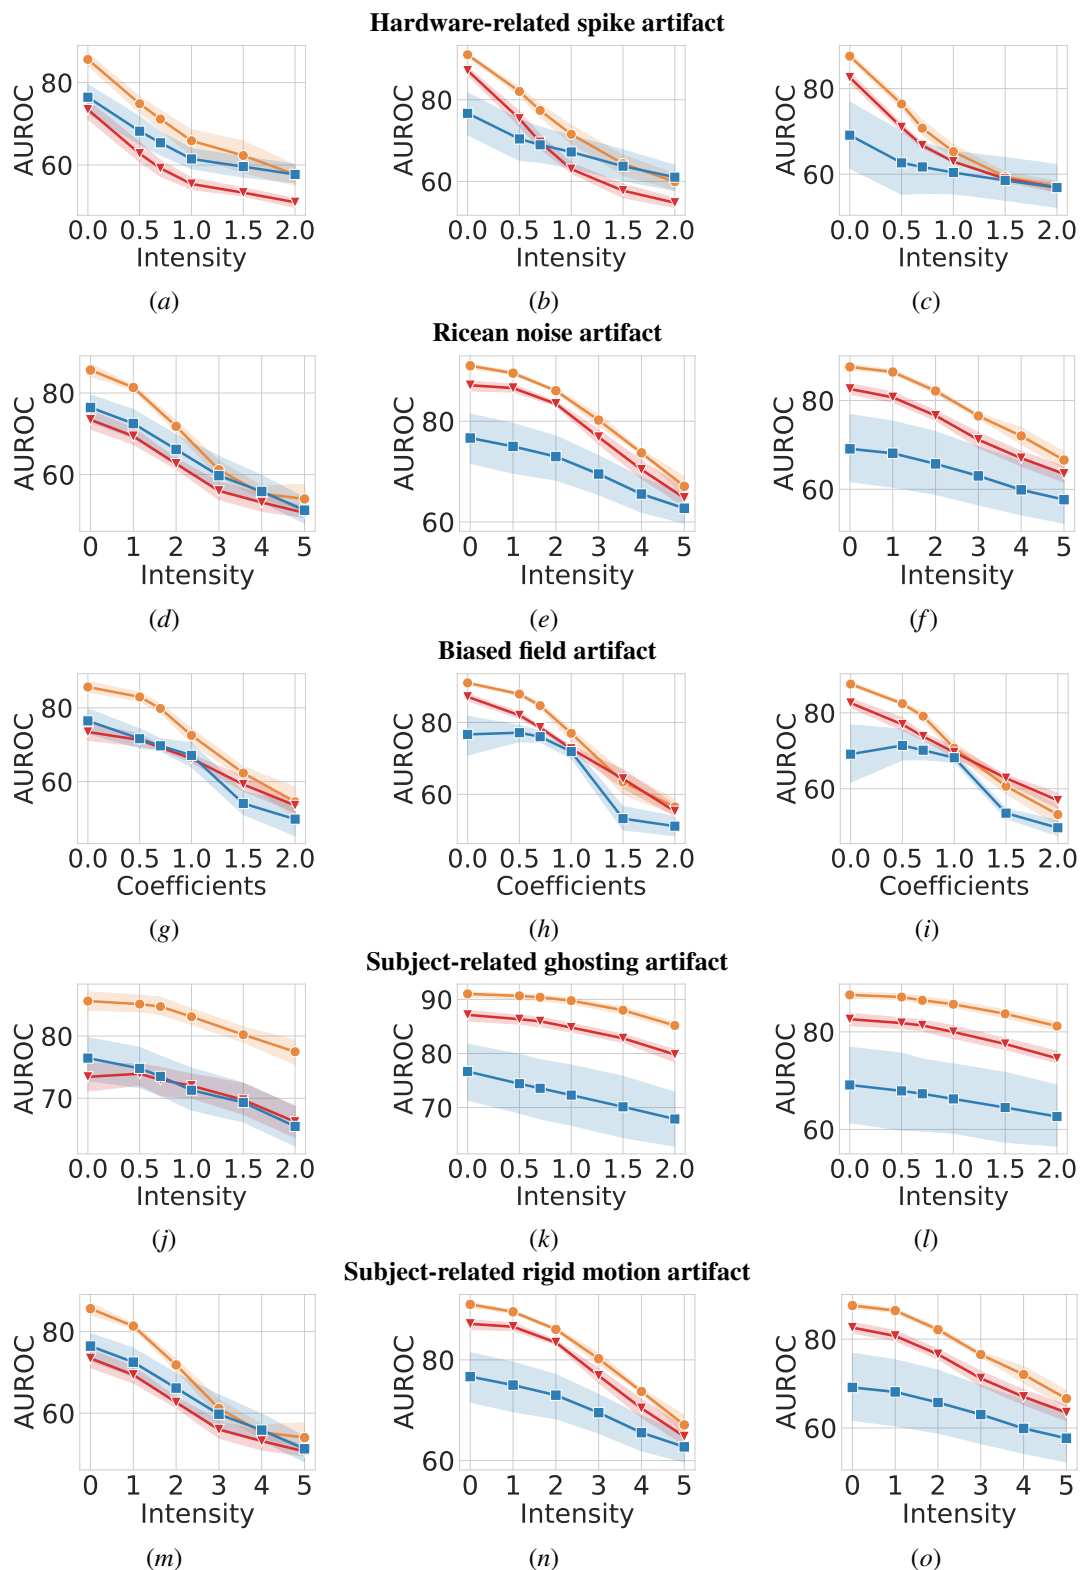 Hardware-related spike artifact
AUROC 80 60 0.0 0.5 1.0 1.5 2.0 Intensity
AUROC 80 60 0.0 0.5 1.0 1.5 2.0 Intensity
AUROC 80 60 0.0 0.5 1.0 1.5 2.0 Intensity
(a) (b) (c)
Ricean noise artifact
AUROC 80 60 0 1 2 3 4 5 Intensity
AUROC 80 60 0 1 2 3 4 5 Intensity
AUROC 80 60 0 1 2 3 4 5 Intensity
(d) (e) (f)
Biased field artifact
AUROC 80 60 0.0 0.5 1.0 1.5 2.0 Coefficients
AUROC 80 60 0.0 0.5 1.0 1.5 2.0 Coefficients
AUROC 80 60 0.0 0.5 1.0 1.5 2.0 Coefficients
(g) (h) (i)
Subject-related ghosting artifact
AUROC 80 70 0.0 0.5 1.0 1.5 2.0 Intensity
AUROC 90 80 70 0.0 0.5 1.0 1.5 2.0 Intensity
AUROC 80 60 0.0 0.5 1.0 1.5 2.0 Intensity
(j) (k) (l)
Subject-related rigid motion artifact
AUROC 80 60 0 1 2 3 4 5 Intensity
AUROC 80 60 0 1 2 3 4 5 Intensity
AUROC 80 60 0 1 2 3 4 5 Intensity
(m) (n) (o)